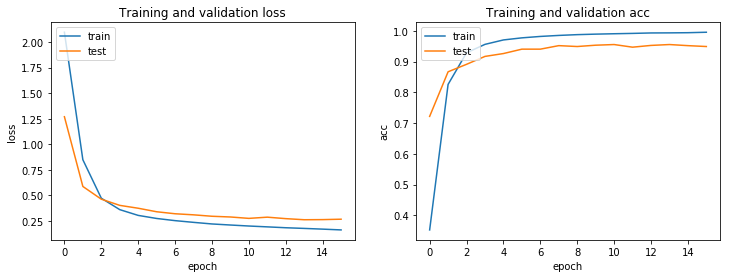 Training and validation loss
train
test
2.00
1.75
1.50
1.25
1.00
0.75
0.50
0.25
loss
0 2 4 6 8 10 12 14
epoch
Training and validation acc
train
test
1.0
0.9
0.8
0.7
0.6
0.5
0.4
acc
0 2 4 6 8 10 12 14
epoch